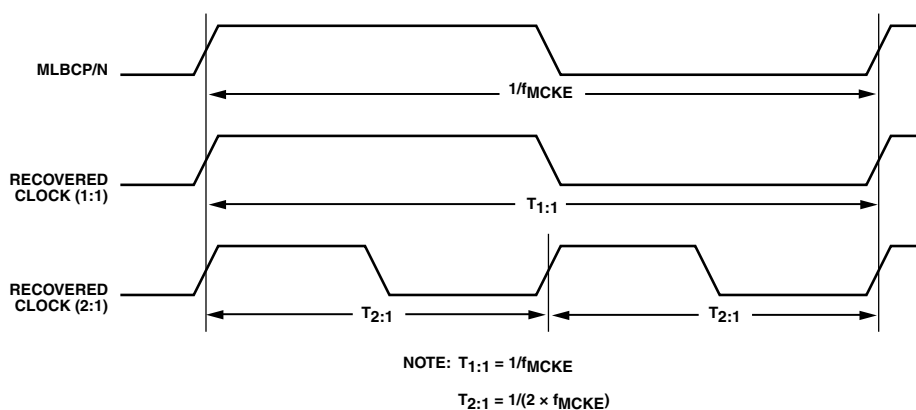 MLBCP/N
1/fMCKE
RECOVERED
CLOCK (1:1)
T1:1
RECOVERED
CLOCK (2:1)
T2:1
T2:1
NOTE: T1:1 = 1/fMCKE
T2:1 = 1/(2 × fMCKE)